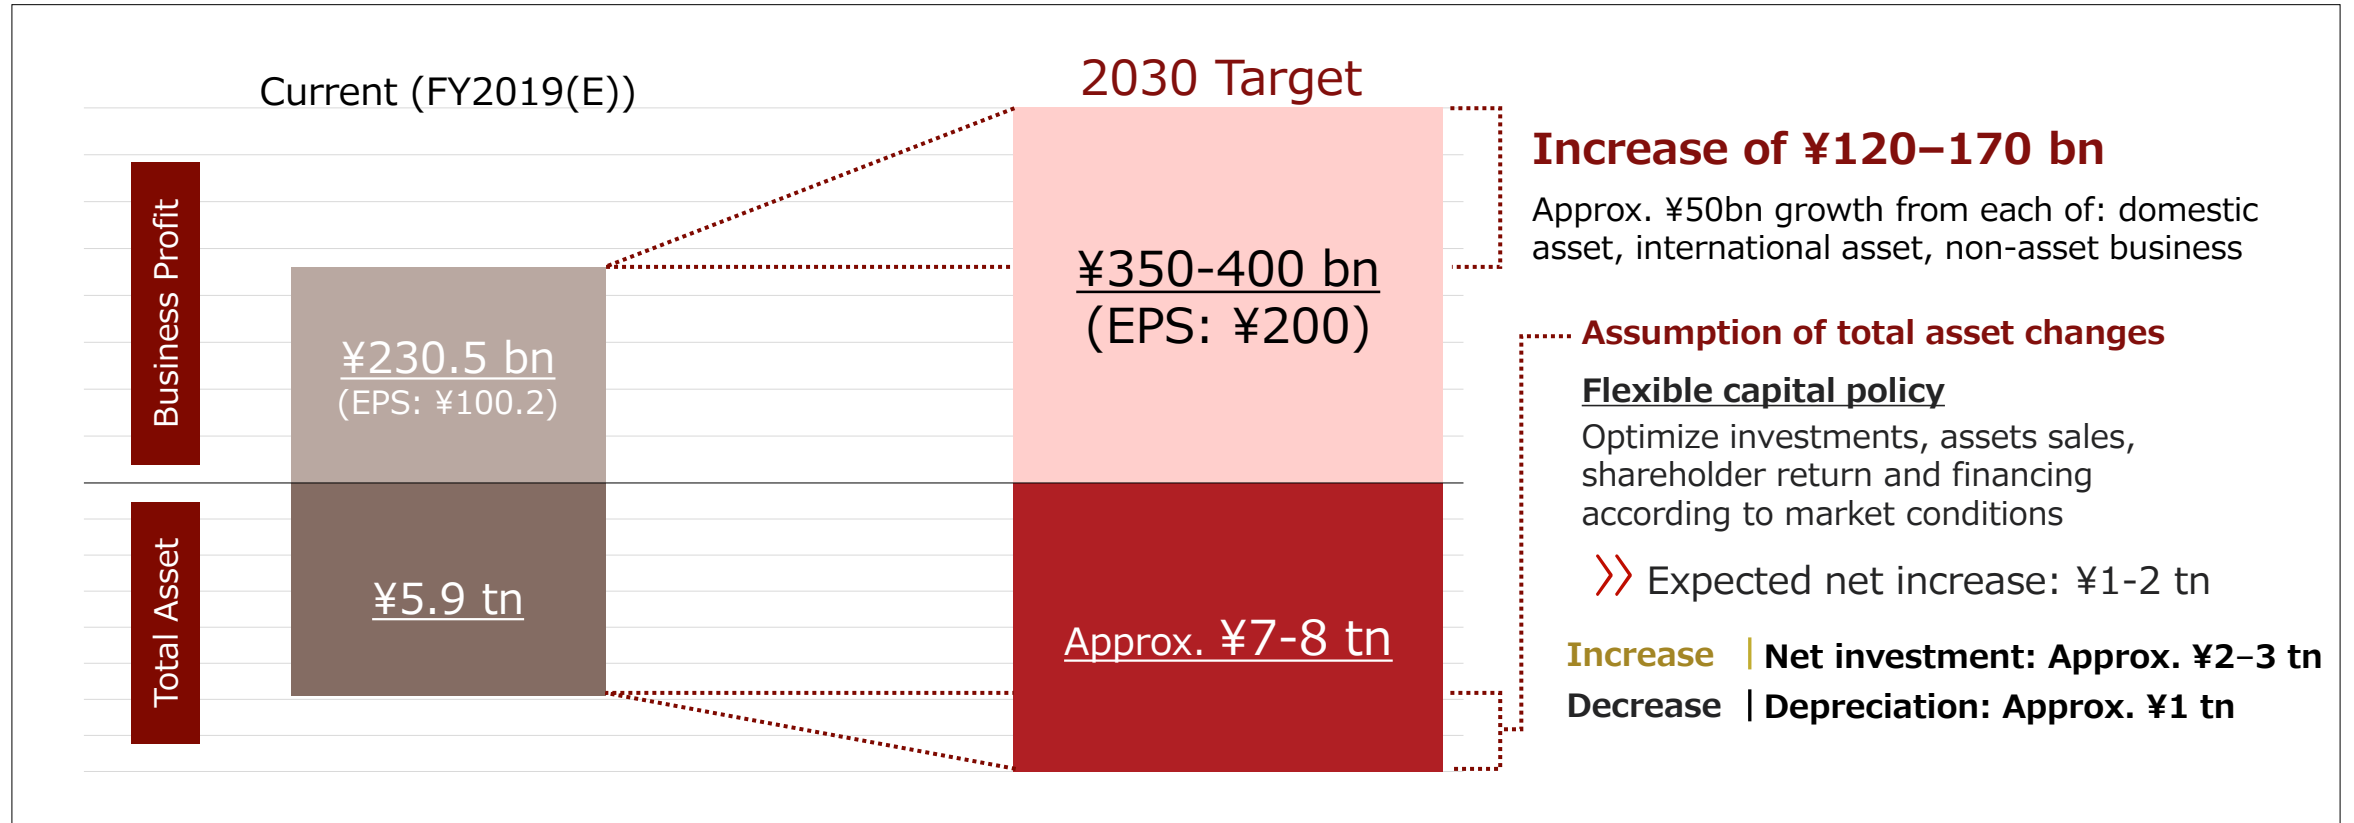 Current (FY2019(E))
2030 Target
Business Profit
¥230.5 bn
(EPS: ¥100.2)
¥350-400 bn
(EPS: ¥200)
Increase of ¥120–170 bn
Approx. ¥50bn growth from each of: domestic
asset, international asset, non-asset business
Total Asset
¥5.9 tn
Approx. ¥7-8 tn
Assumption of total asset changes
Flexible capital policy
Optimize investments, assets sales,
shareholder return and financing
according to market conditions
Expected net increase: ¥1-2 tn
Increase | Net investment: Approx. ¥2–3 tn
Decrease | Depreciation: Approx. ¥1 tn